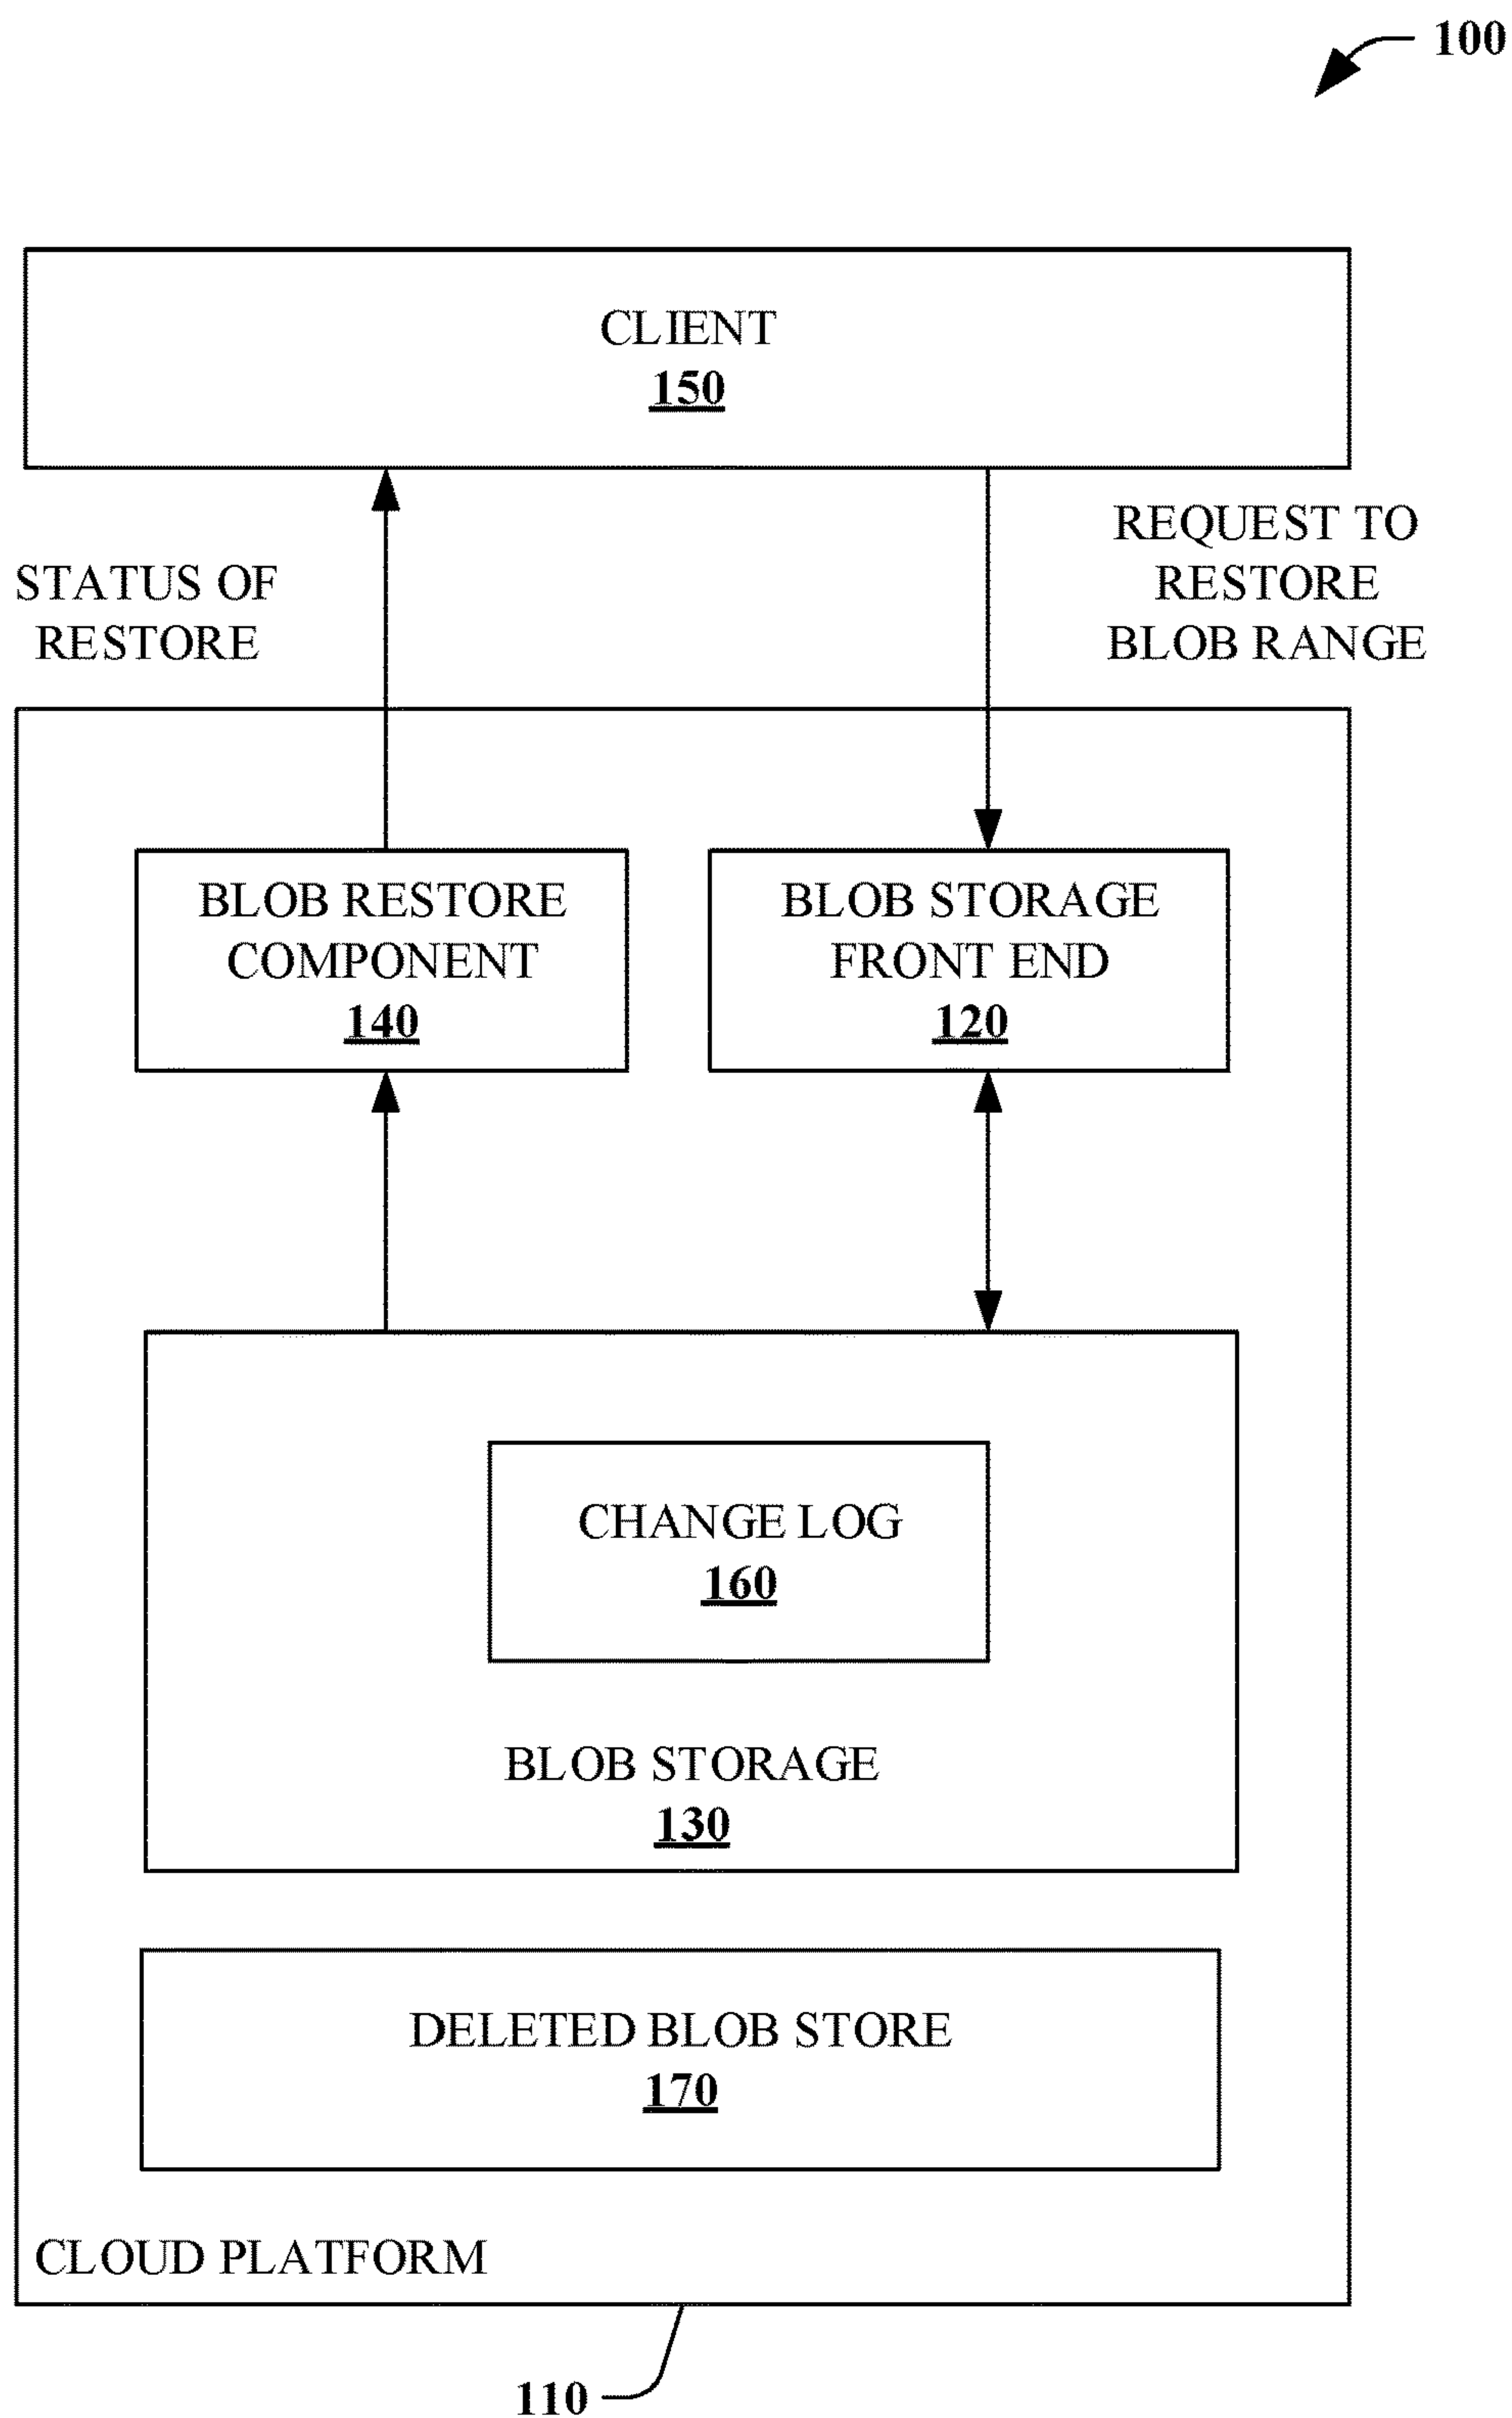 100
CLIENT
150
STATUS OF
RESTORE
REQUEST TO
RESTORE
BLOB RANGE
BLOB RESTORE
COMPONENT
140
BLOB STORAGE
FRONT END
120
CHANGE LOG
160
BLOB STORAGE
130
DELETED BLOB STORE
170
CLOUD PLATFORM
110